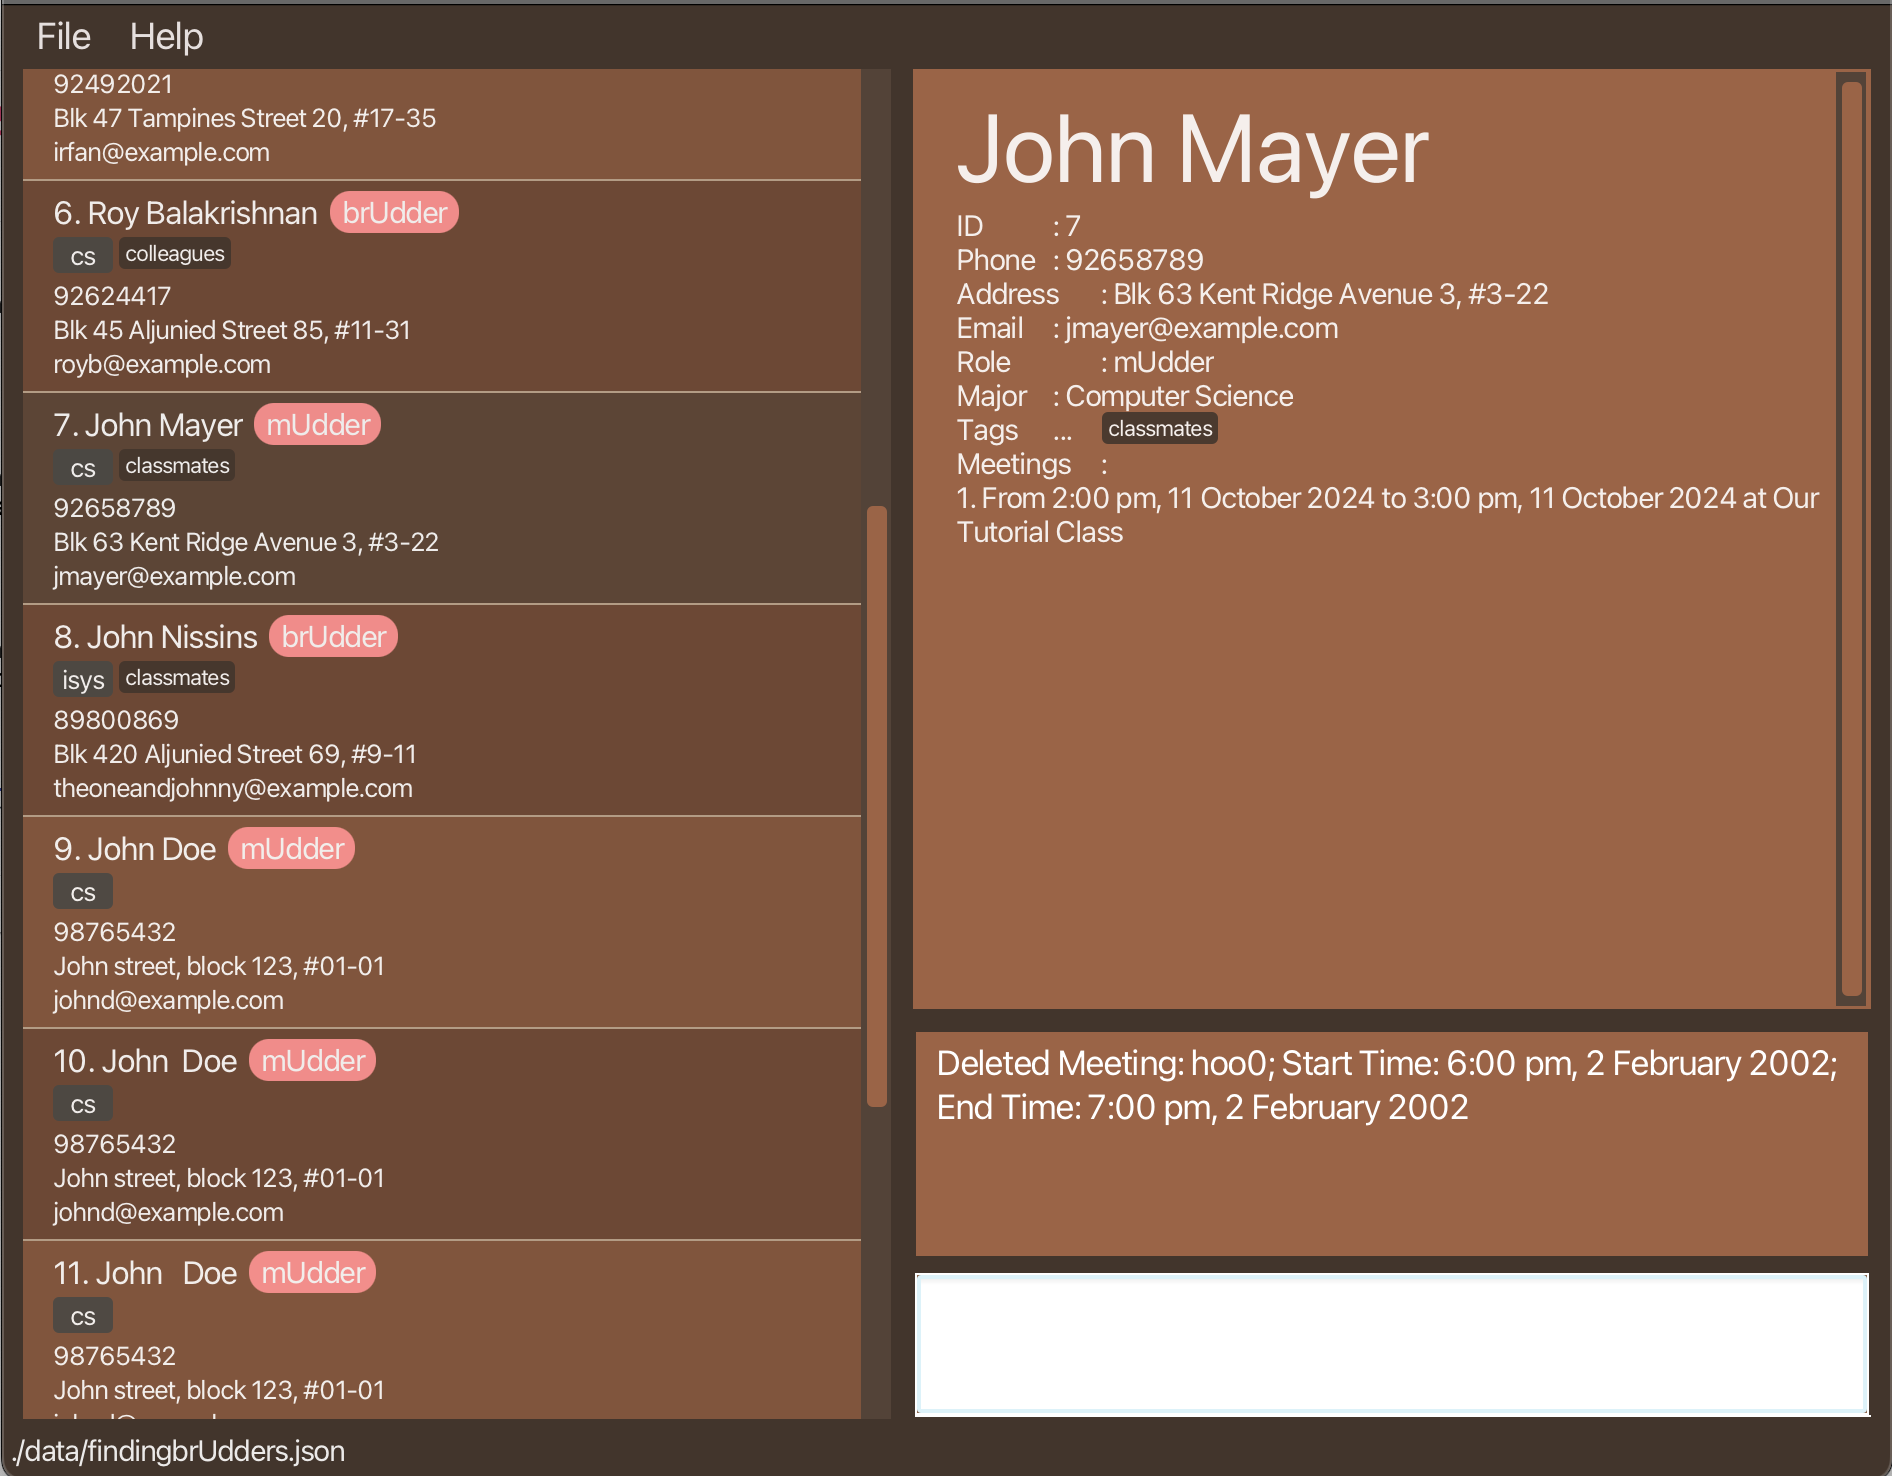 File Help
92492021
Blk 47 Tampines Street 20, #17-35
irfan@example.com
6. Roy Balakrishnan brUdder
cs colleagues
92624417
Blk 45 Aljunied Street 85, #11-31
royb@example.com
7. John Mayer mUdder
cs classmates
92658789
Blk 63 Kent Ridge Avenue 3, #3-22
jmayer@example.com
8. John Nissins brUdder
isys classmates
89800869
Blk 420 Aljunied Street 69, #9-11
theoneandjohnny@example.com
9. John Doe mUdder
cs
98765432
John street, block 123, #01-01
johnd@example.com
10. John  Doe mUdder
cs
98765432
John street, block 123, #01-01
johnd@example.com
11. John   Doe mUdder
cs
98765432
John street, block 123, #01-01
John Mayer
ID : 7
Phone : 92658789
Address : Blk 63 Kent Ridge Avenue 3, #3-22
Email : jmayer@example.com
Role : mUdder
Major : Computer Science
Tags ... classmates
Meetings :
1. From 2:00 pm, 11 October 2024 to 3:00 pm, 11 October 2024 at Our
Tutorial Class
Deleted Meeting: hoo0; Start Time: 6:00 pm, 2 February 2002;
End Time: 7:00 pm, 2 February 2002
./data/findingbrUdders.json